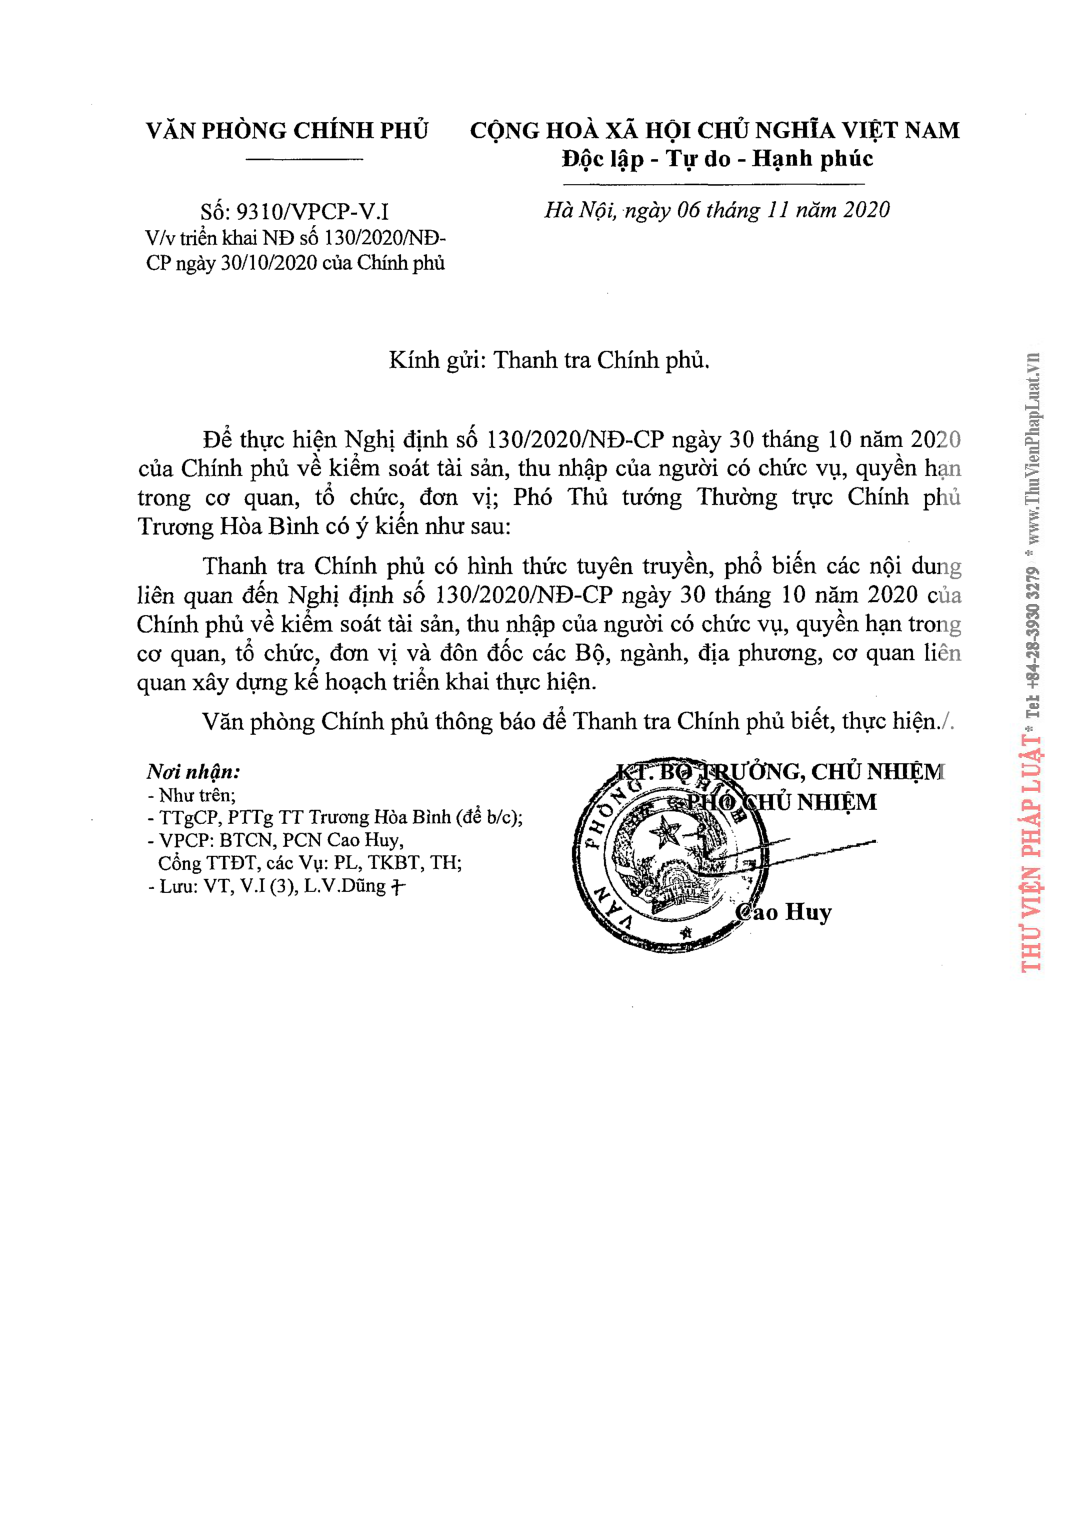 VĂN PHÒNG CHÍNH PHỦ
CỘNG HOÀ XÃ HỘI CHỦ NGHĨA VIỆT NAM
Độc lập - Tự do - Hạnh phúc
Số: 9310/VPCP-V.I
V/v triển khai NĐ số 130/2020/NĐ-
CP ngày 30/10/2020 của Chính phủ
Hà Nội, ngày 06 tháng 11 năm 2020
Kính gửi: Thanh tra Chính phủ.
Để thực hiện Nghị định số 130/2020/NĐ-CP ngày 30 tháng 10 năm 2020
của Chính phủ về kiểm soát tài sản, thu nhập của người có chức vụ, quyền hạn
trong cơ quan, tổ chức, đơn vị; Phó Thủ tướng Thường trực Chính phủ
Trương Hòa Bình có ý kiến như sau:
Thanh tra Chính phủ có hình thức tuyên truyền, phổ biến các nội dung
liên quan đến Nghị định số 130/2020/NĐ-CP ngày 30 tháng 10 năm 2020 của
Chính phủ về kiểm soát tài sản, thu nhập của người có chức vụ, quyền hạn trong
cơ quan, tổ chức, đơn vị và đôn đốc các Bộ, ngành, địa phương, cơ quan liên
quan xây dựng kế hoạch triển khai thực hiện.
Văn phòng Chính phủ thông báo để Thanh tra Chính phủ biết, thực hiện./.
Nơi nhận:
- Như trên;
- TTgCP, PTTg TT Trương Hòa Bình (để b/c);
- VPCP: BTCN, PCN Cao Huy,
Cổng TTĐT, các Vụ: PL, TKBT, TH;
- Lưu: VT, V.I (3), L.V.Dũng
KT. BỘ TRƯỞNG, CHỦ NHIỆM
PHÓ CHỦ NHIỆM
VĂN PHÒNG CHÍNH
Cao Huy
THƯ VIỆN PHÁP LUẬT * Tel: +84-28-3930 3279 * www.ThuVienPhapLuat.vn